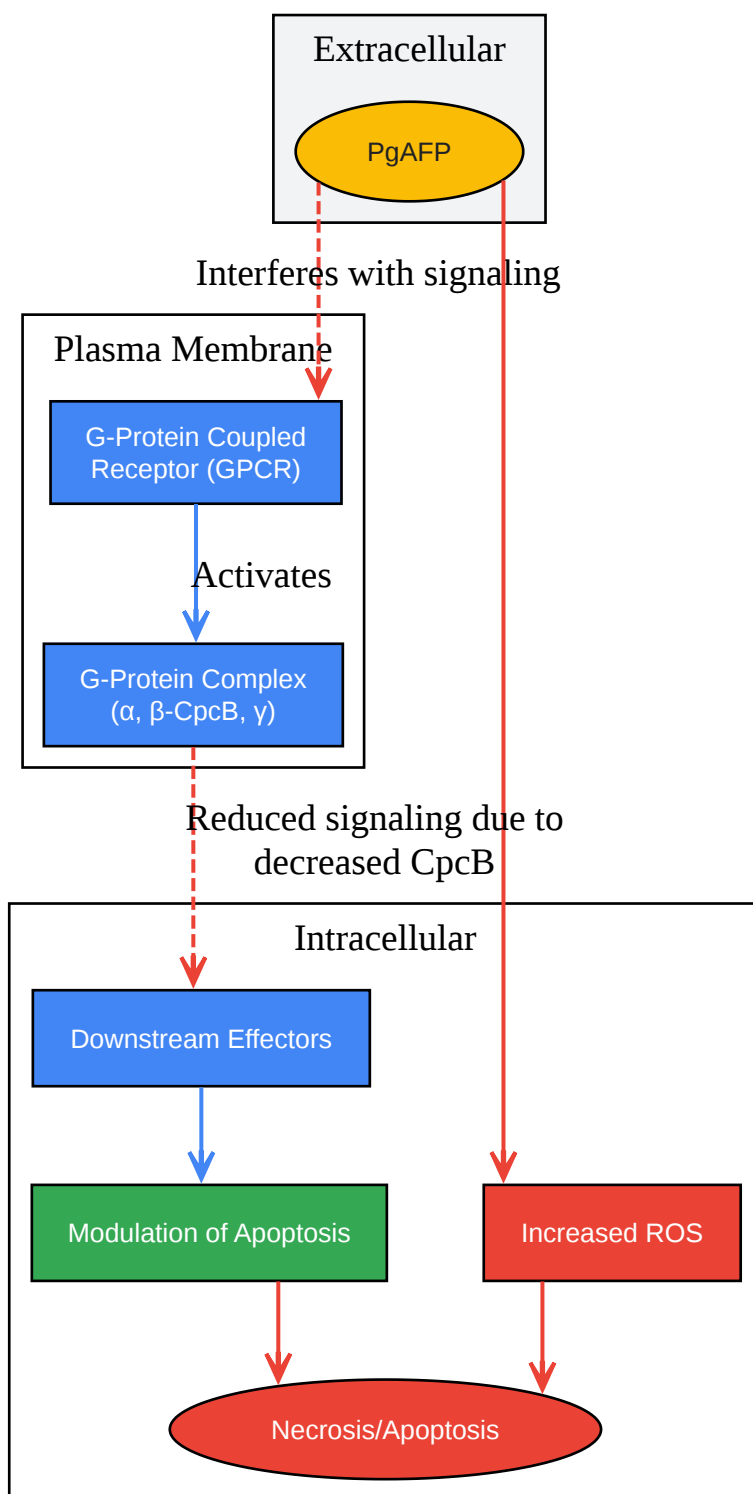 Extracellular
PgAFP
Interferes with signaling
Plasma Membrane
G-Protein Coupled
Receptor (GPCR)
Activates
G-Protein Complex
(α, β-CpcB, γ)
Reduced signaling due to
decreased CpcB
Intracellular
Downstream Effectors
Modulation of Apoptosis
Increased ROS
Necrosis/Apoptosis